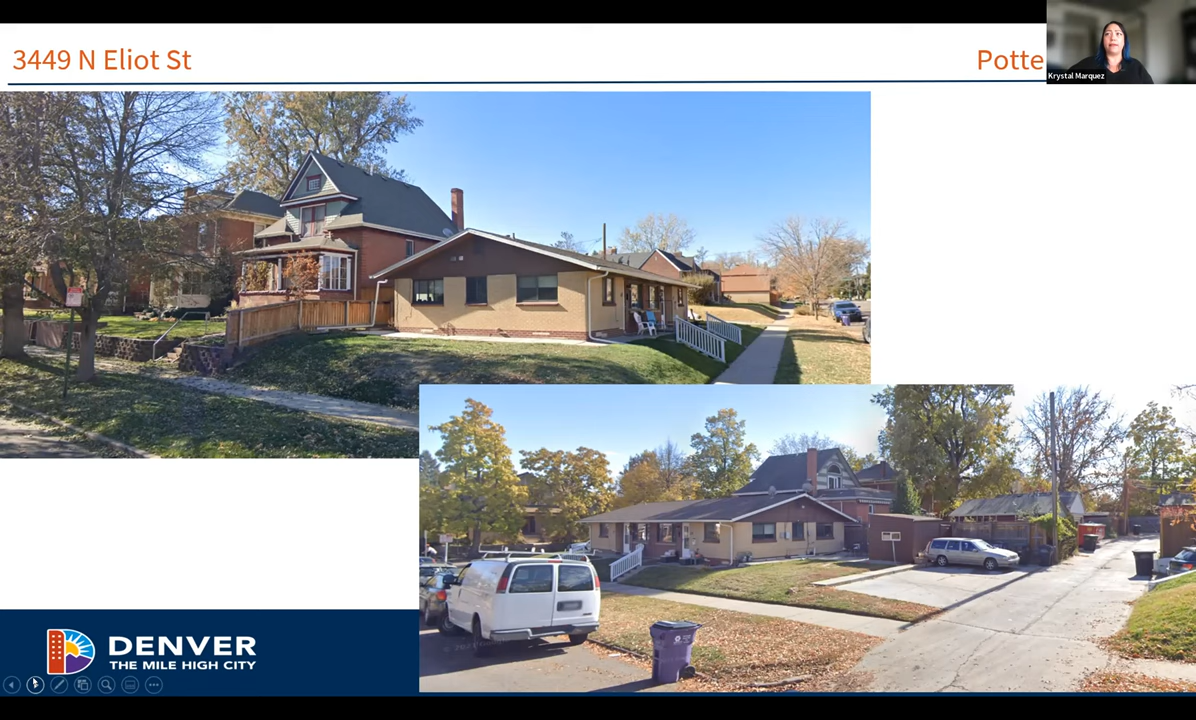 3449 N Eliot St
Potte
Krystal Marquez
DENVER
THE MILE HIGH CITY